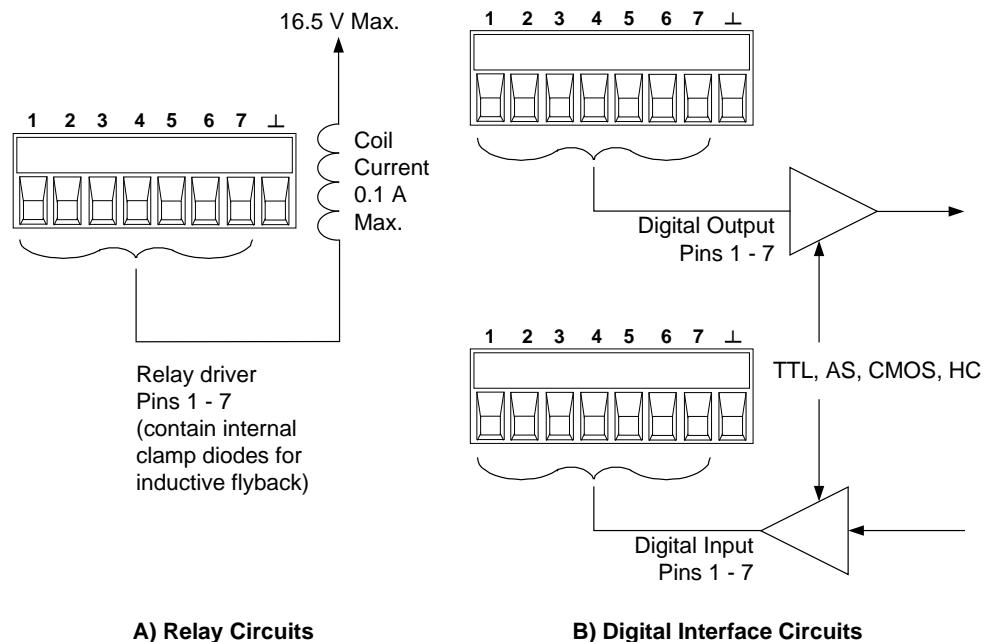 16.5 V Max.
1 2 3 4 5 6 7 ⊥
Coil
Current
0.1 A
Max.
Relay driver
Pins 1 - 7
(contain internal
clamp diodes for
inductive flyback)
A) Relay Circuits
1 2 3 4 5 6 7 ⊥
Digital Output
Pins 1 - 7
TTL, AS, CMOS, HC
1 2 3 4 5 6 7 ⊥
Digital Input
Pins 1 - 7
B) Digital Interface Circuits